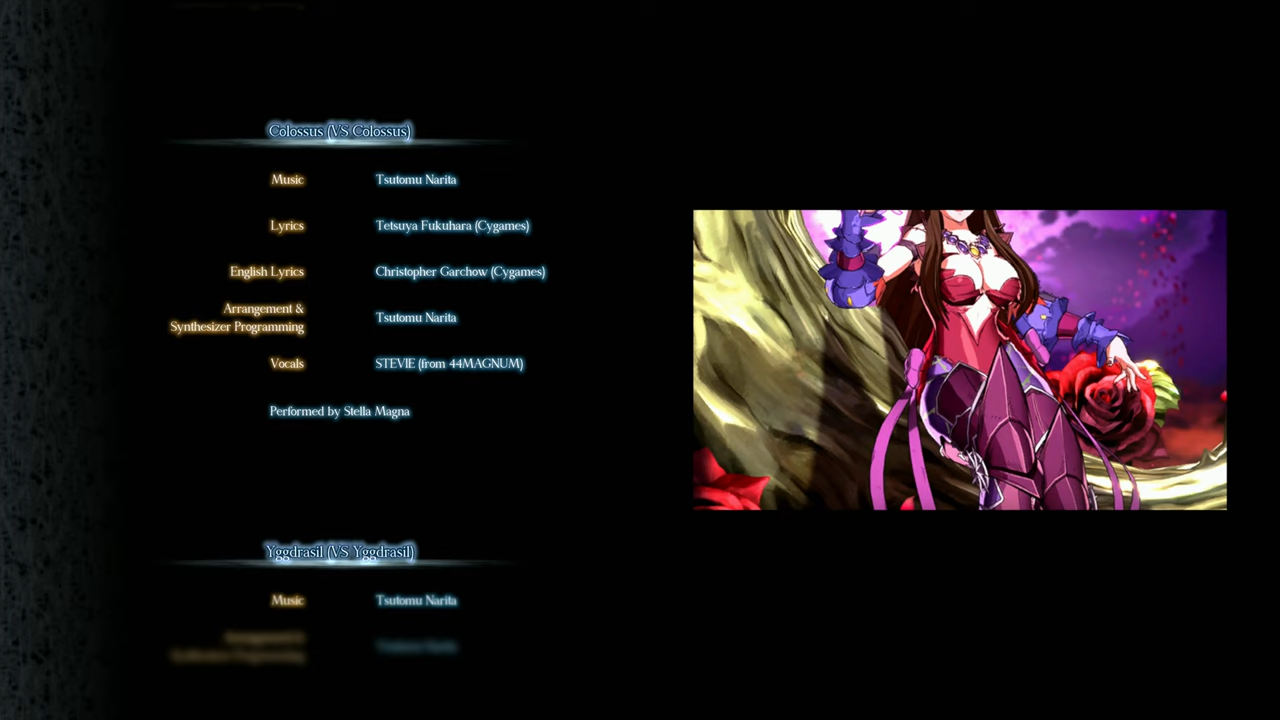 Colossus (VS Colossus)
Music Tsutomu Narita
Lyrics Tetsuya Fukuhara (Cygames)
English Lyrics Christopher Garchow (Cygames)
Arrangement &
Synthesizer Programming Tsutomu Narita
Vocals STEVIE (from 44MAGNUM)
Performed by Stella Magna
Yggdrasil (VS Yggdrasil)
Music Tsutomu Narita